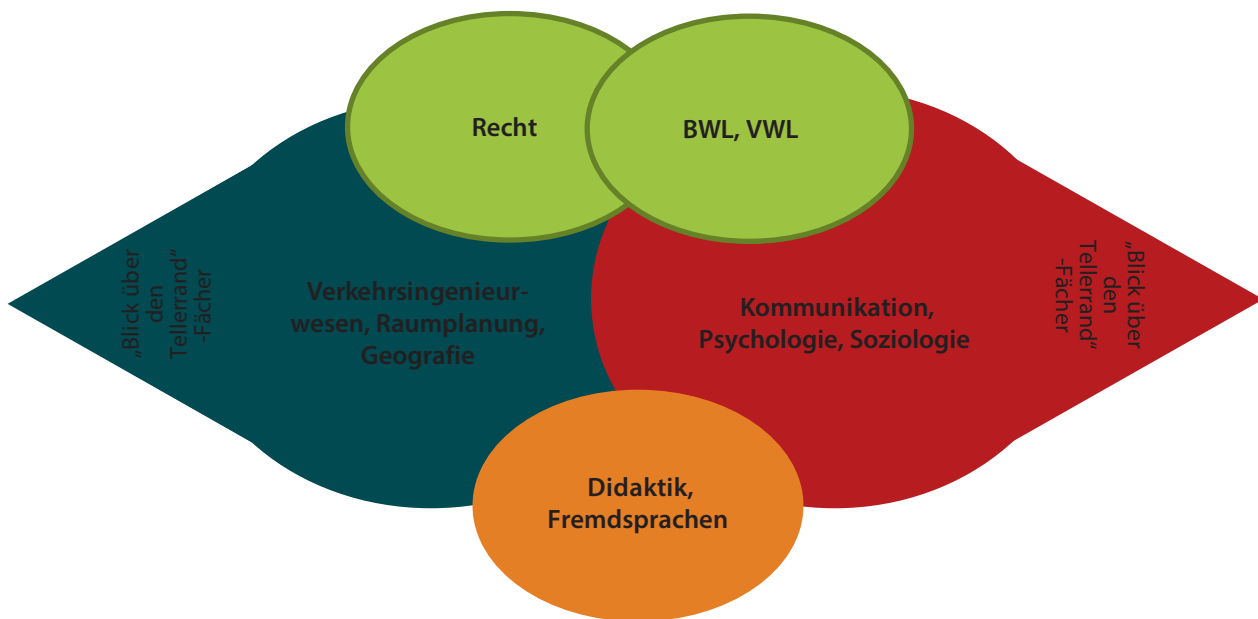 Recht
BWL, VWL
„Blick über
den
Tellerrand“
-Fächer
Verkehrsingenieur-
wesen, Raumplanung,
Geografie
Kommunikation,
Psychologie, Soziologie
„Blick über
den
Tellerrand“
-Fächer
Didaktik,
Fremdsprachen